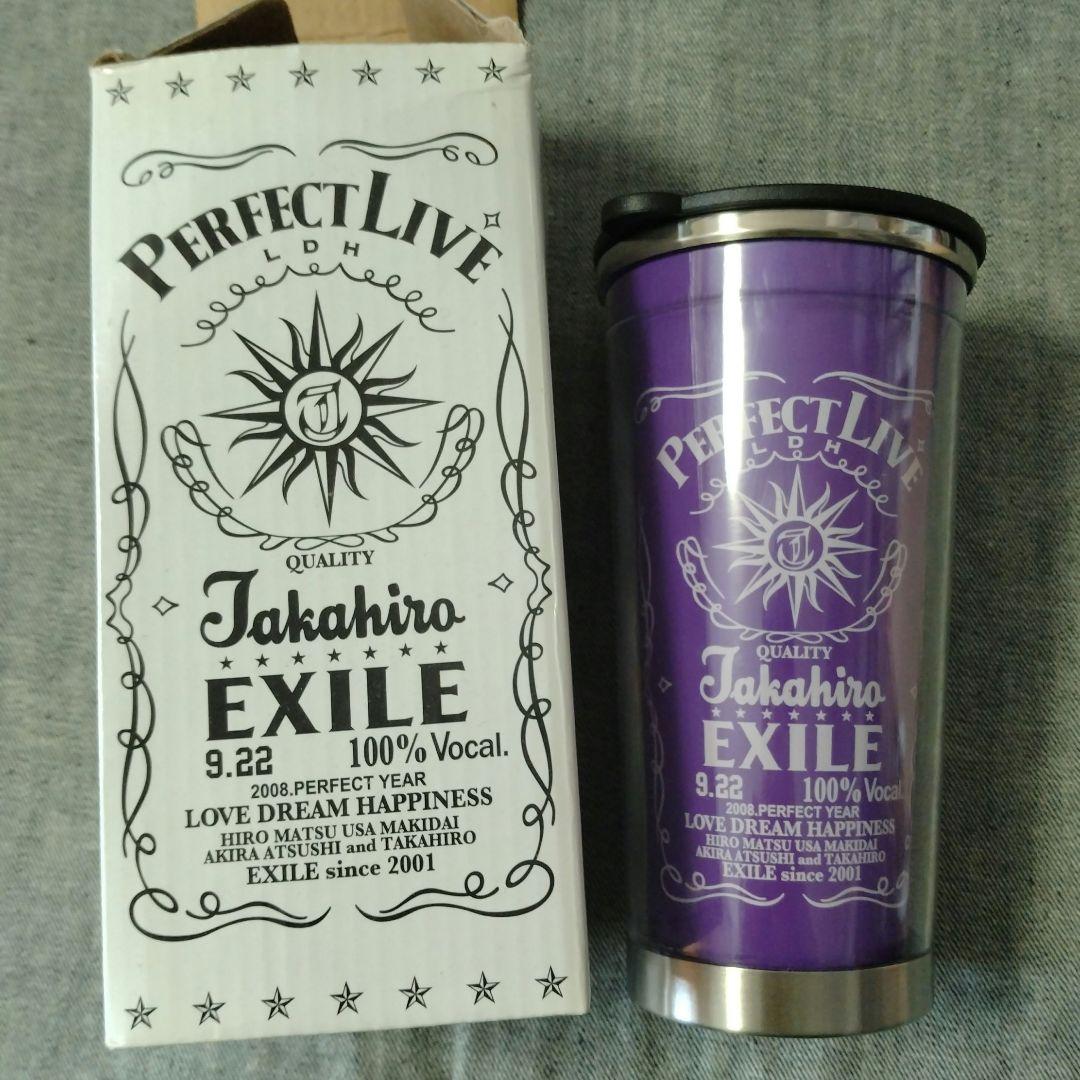 PERFECT LIVE
LDH
T
QUALITY
Takahiro
EXILE
9.22 100% Vocal.
2008.PERFECT YEAR
LOVE DREAM HAPPINESS
HIRO MATSU USA MAKIDAI
AKIRA ATSUSHI and TAKAHIRO
EXILE since 2001
PERFECT LIVE
LDH
T
QUALITY
Takahiro
EXILE
9.22 100% Vocal
2008.PERFECT YEAR
LOVE DREAM HAPPINESS
HIRO MATSU USA MAKIDAI
AKIRA ATSUSHI and TAKAHIRO
EXILE since 2001